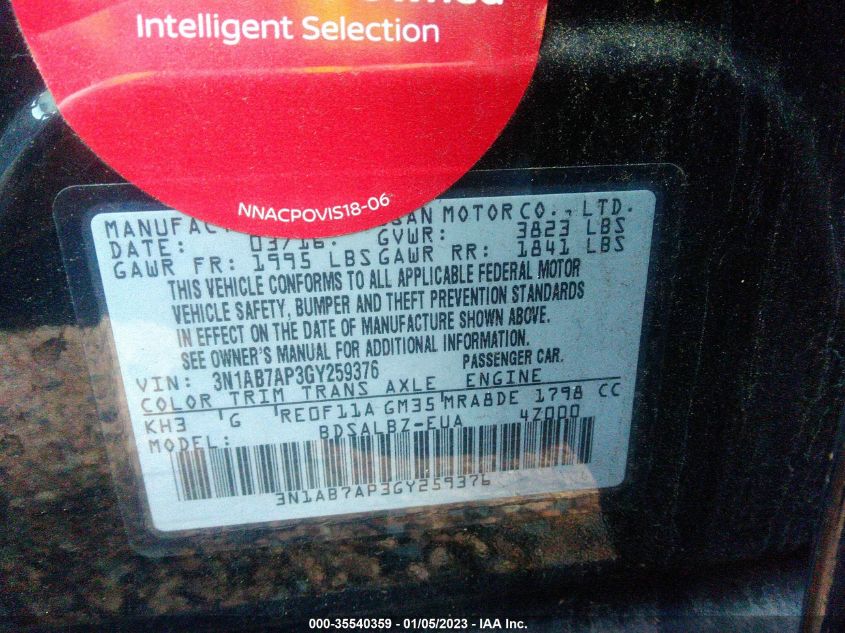 Intelligent Selection
NNACPOVIS18-06
MANUFAC MOTOR CO., LTD.
DATE: 03/16. GVWR: 3823 LBS
GAWR FR: 1995 LBS GAWR RR: 1841 LBS
THIS VEHICLE CONFORMS TO ALL APPLICABLE FEDERAL MOTOR
VEHICLE SAFETY, BUMPER AND THEFT PREVENTION STANDARDS
IN EFFECT ON THE DATE OF MANUFACTURE SHOWN ABOVE.
SEE OWNER'S MANUAL FOR ADDITIONAL INFORMATION.
VIN: 3N1AB7AP3GY259376 PASSENGER CAR.
COLOR TRIM TRANS AXLE ENGINE
KH3 G RE0F11A GM35 MRA8DE 1798 CC
MODEL: BDSALBZ-EUA 4Z000
3N1AB7AP3GY259376
000-35540359 - 01/05/2023 - IAA Inc.